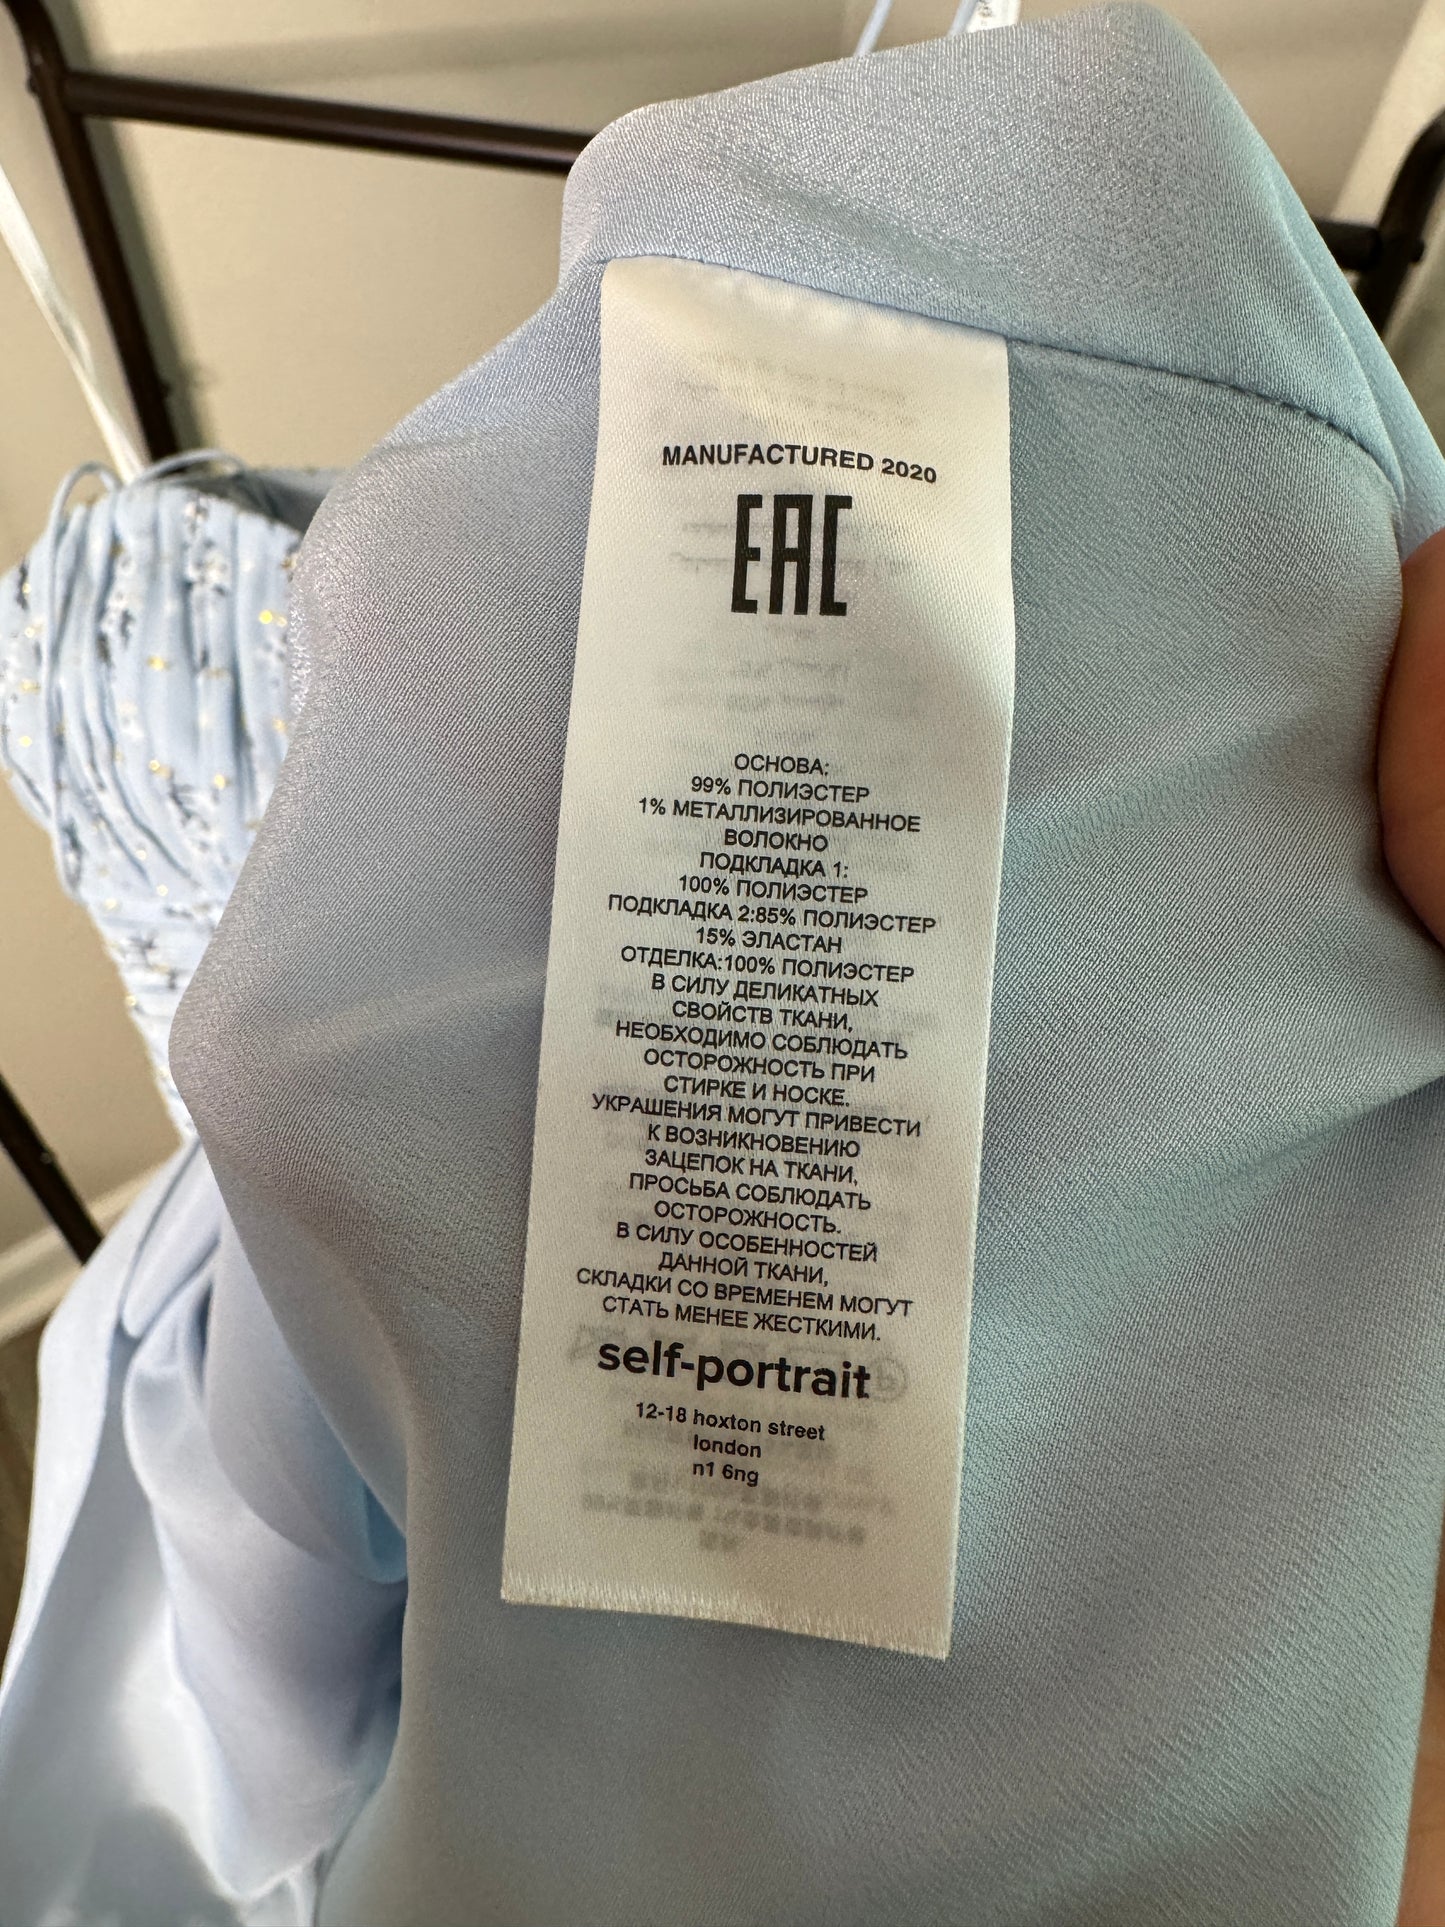 MANUFACTURED 2020
EAC
ОСНОВА:
99% ПОЛИЭСТЕР
1% МЕТАЛЛИЗИРОВАННОЕ
ВОЛОКНО
ПОДКЛАДКА 1:
100% ПОЛИЭСТЕР
ПОДКЛАДКА 2:85% ПОЛИЭСТЕР
15% ЭЛАСТАН
ОТДЕЛКА:100% ПОЛИЭСТЕР
В СИЛУ ДЕЛИКАТНЫХ
СВОЙСТВ ТКАНИ,
НЕОБХОДИМО СОБЛЮДАТЬ
ОСТОРОЖНОСТЬ ПРИ
СТИРКЕ И НОСКЕ.
УКРАШЕНИЯ МОГУТ ПРИВЕСТИ
К ВОЗНИКНОВЕНИЮ
ЗАЦЕПОК НА ТКАНИ,
ПРОСЬБА СОБЛЮДАТЬ
ОСТОРОЖНОСТЬ.
В СИЛУ ОСОБЕННОСТЕЙ
ДАННОЙ ТКАНИ,
СКЛАДКИ СО ВРЕМЕНЕМ МОГУТ
СТАТЬ МЕНЕЕ ЖЕСТКИМИ.
self-portrait
12-18 hoxton street
london
n1 6ng